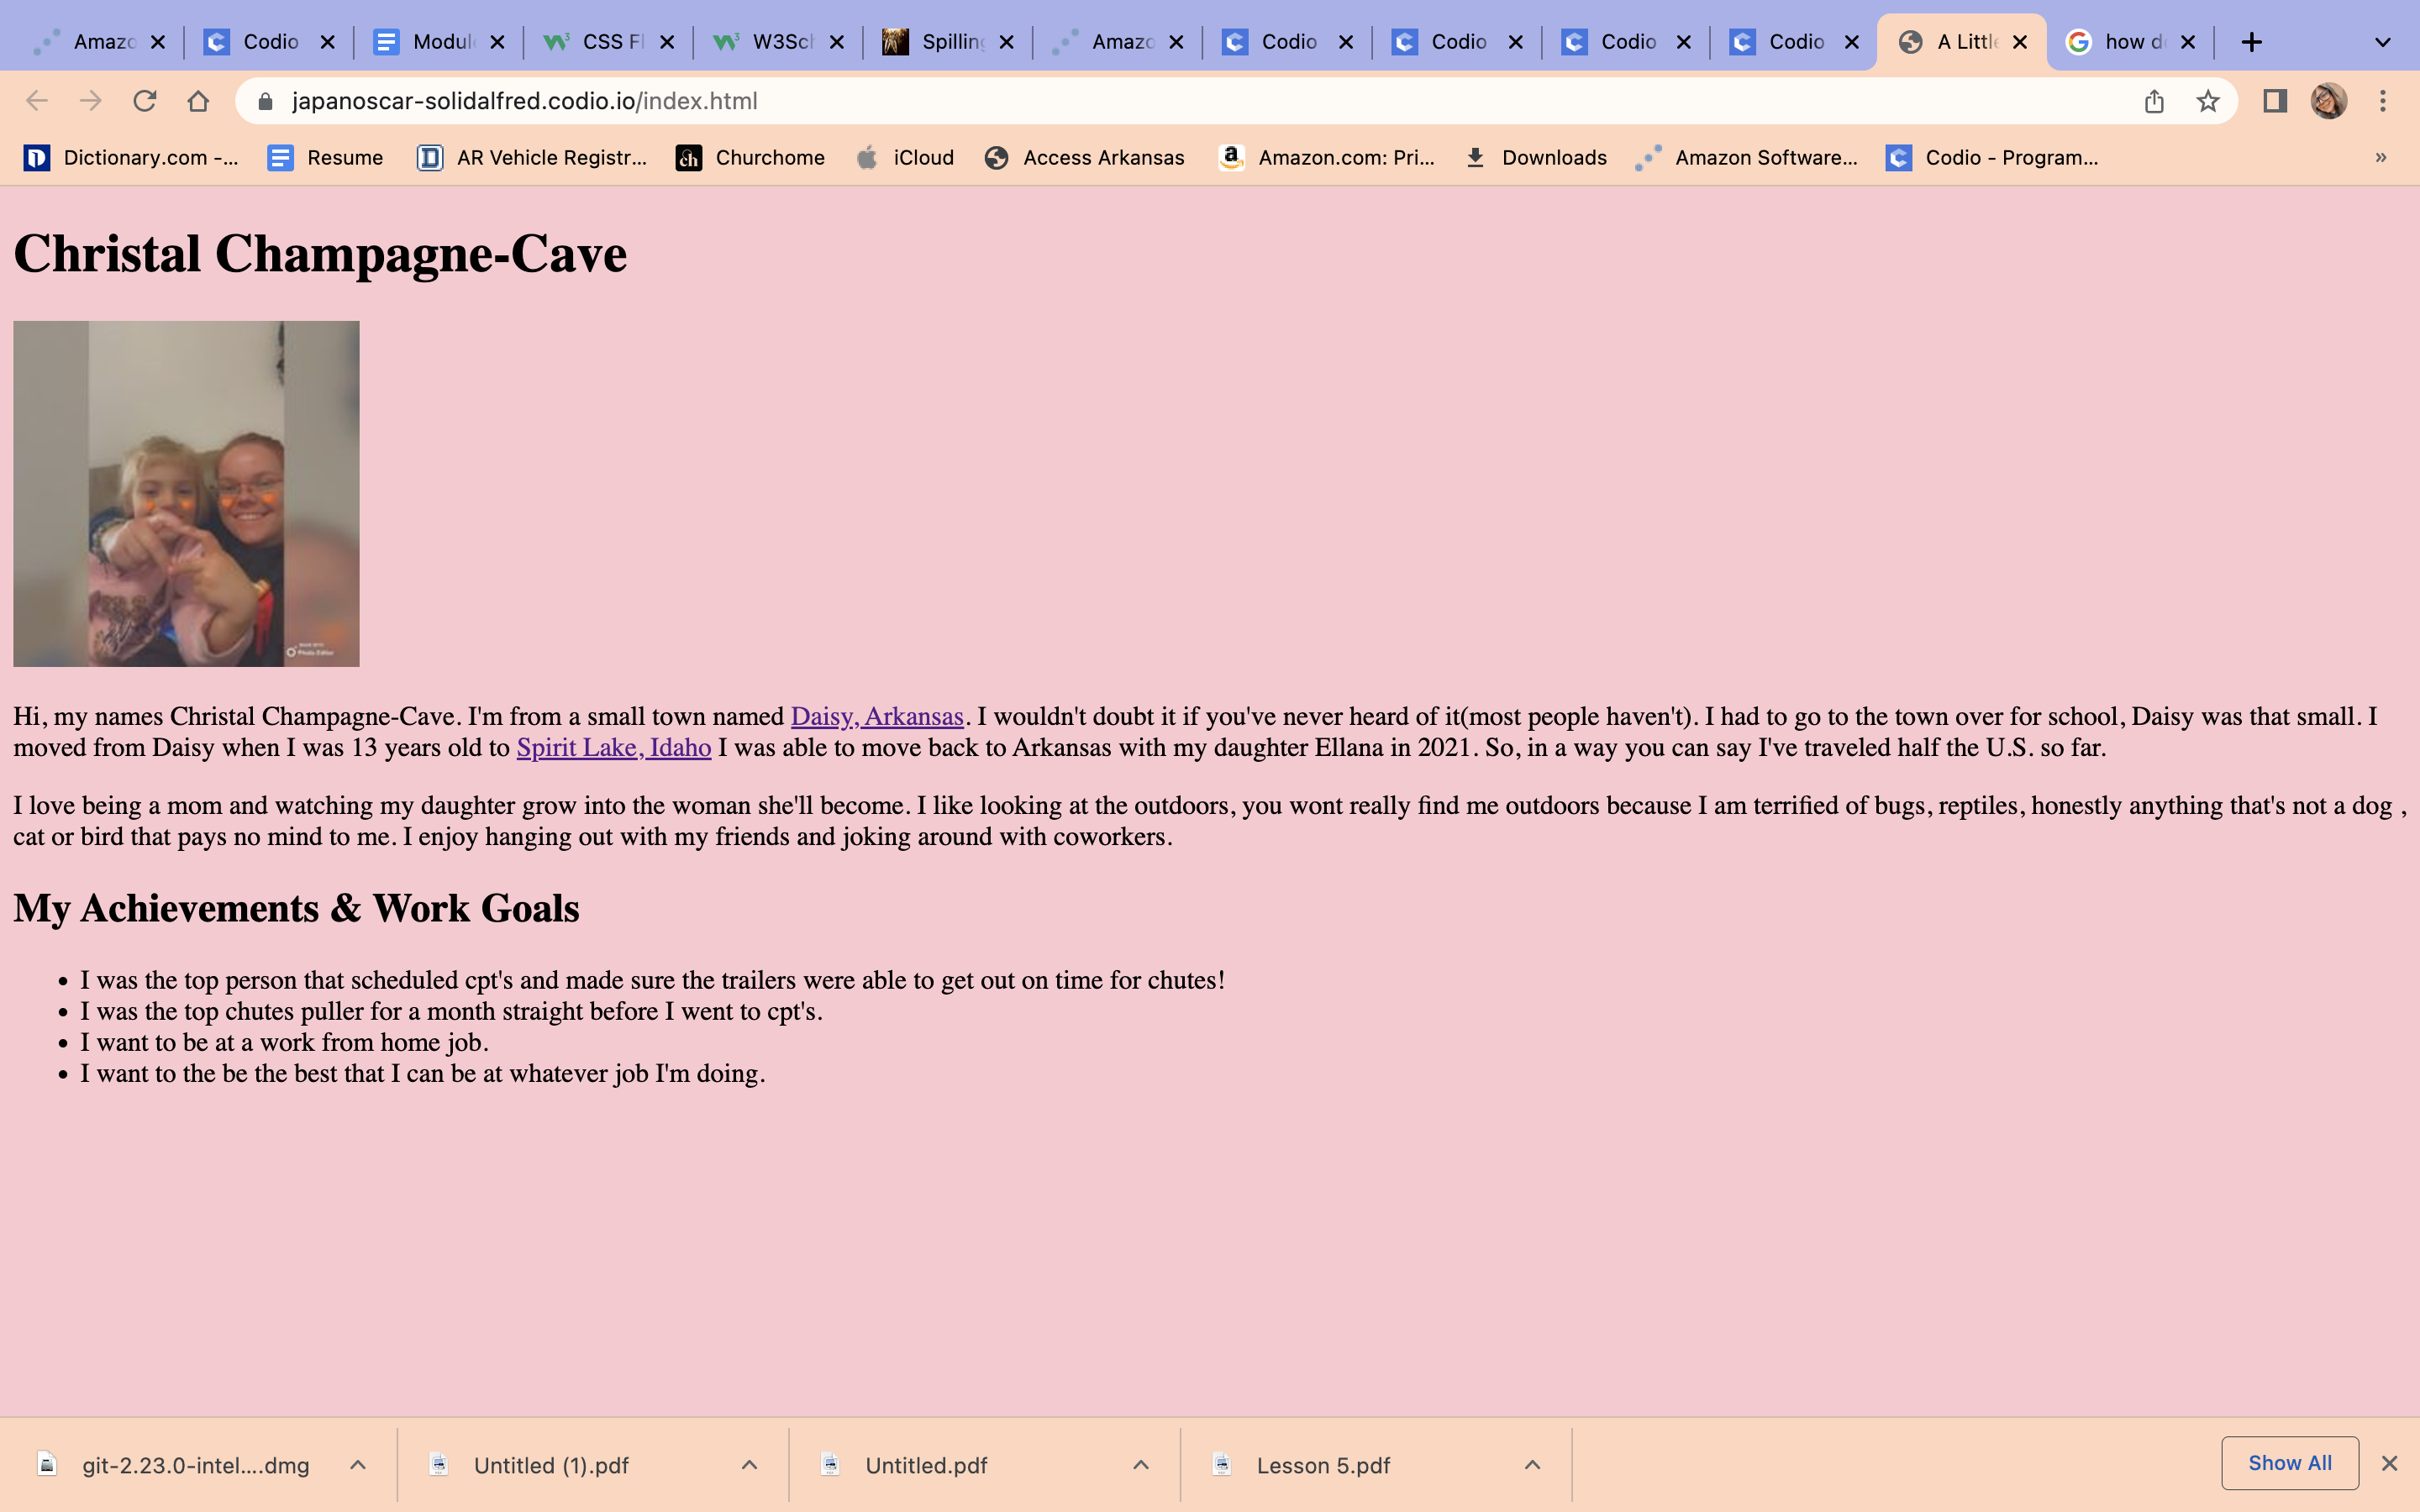 Amazo
Codio
Modul
CSS Fl
W3Sch
Spilling
Amazo
Codio
Codio
Codio
Codio
A Little
how d
japanoscar-solidalfred.codio.io/index.html
Dictionary.com -...
Resume
AR Vehicle Registr...
Churchome
iCloud
Access Arkansas
Amazon.com: Pri...
Downloads
Amazon Software...
Codio - Program...
»
Christal Champagne-Cave
Hi, my names Christal Champagne-Cave. I'm from a small town named Daisy, Arkansas. I wouldn't doubt it if you've never heard of it(most people haven't). I had to go to the town over for school, Daisy was that small. I
moved from Daisy when I was 13 years old to Spirit Lake, Idaho I was able to move back to Arkansas with my daughter Ellana in 2021. So, in a way you can say I've traveled half the U.S. so far.
I love being a mom and watching my daughter grow into the woman she'll become. I like looking at the outdoors, you wont really find me outdoors because I am terrified of bugs, reptiles, honestly anything that's not a dog ,
cat or bird that pays no mind to me. I enjoy hanging out with my friends and joking around with coworkers.
My Achievements & Work Goals
• I was the top person that scheduled cpt's and made sure the trailers were able to get out on time for chutes!
• I was the top chutes puller for a month straight before I went to cpt's.
• I want to be at a work from home job.
• I want to the be the best that I can be at whatever job I'm doing.
git-2.23.0-intel....dmg
Untitled (1).pdf
Untitled.pdf
Lesson 5.pdf
Show All